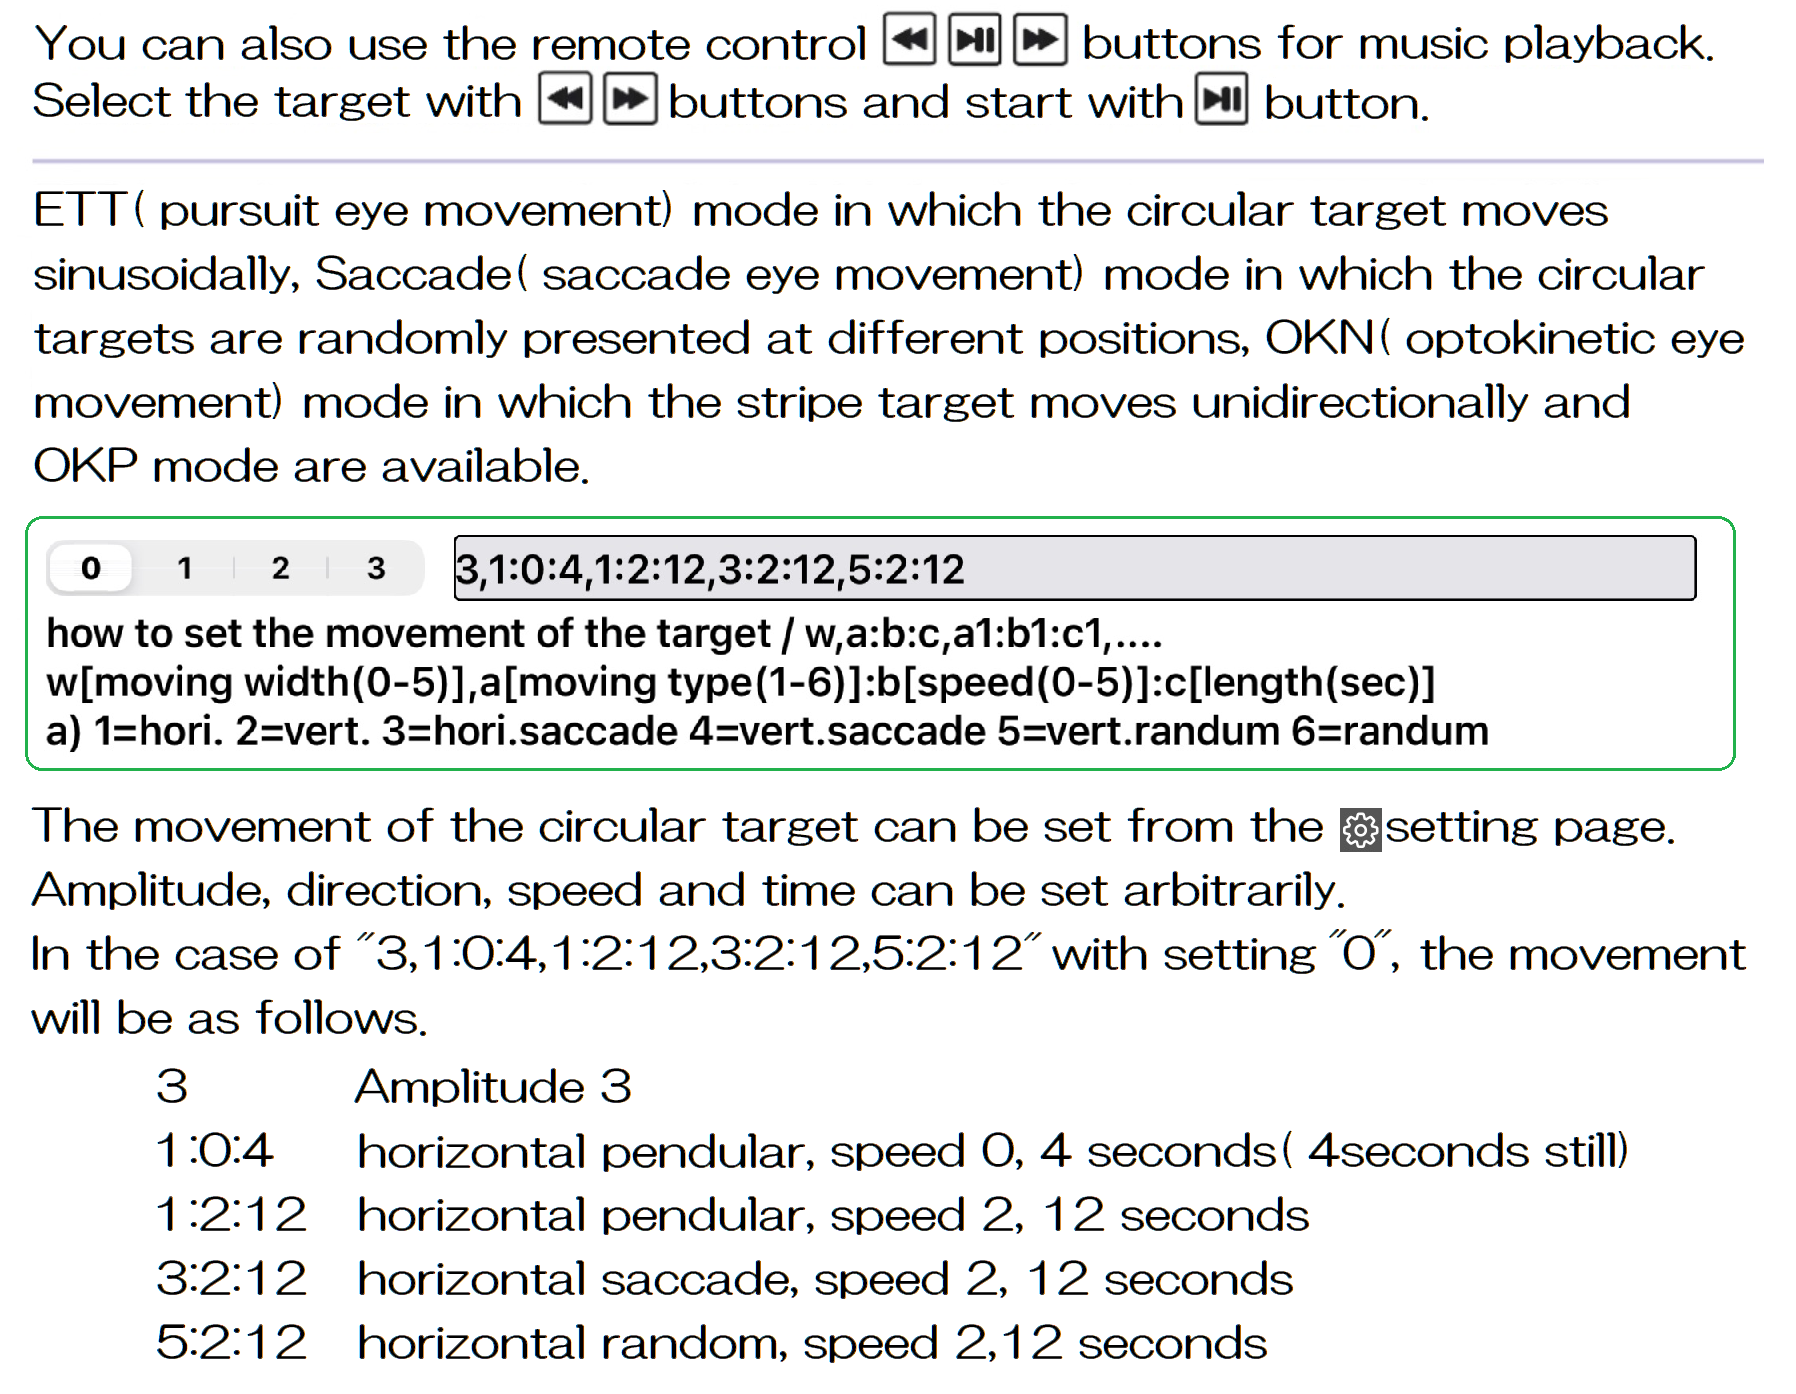 You can also use the remote control buttons for music playback.
Select the target with buttons and start with button.
ETT( pursuit eye movement) mode in which the circular target moves
sinusoidally, Saccade( saccade eye movement) mode in which the circular
targets are randomly presented at different positions, OKN( optokinetic eye
movement) mode in which the stripe target moves unidirectionally and
OKP mode are available.
0 1 2 3 3,1:0:4,1:2:12,3:2:12,5:2:12
how to set the movement of the target / w,a:b:c,a1:b1:c1,....
w[moving width(0-5)],a[moving type(1-6)]:b[speed(0-5)]:c[length(sec)]
a) 1=hori. 2=vert. 3=hori.saccade 4=vert.saccade 5=vert.randum 6=randum
The movement of the circular target can be set from the setting page.
Amplitude, direction, speed and time can be set arbitrarily.
In the case of "3,1:0:4,1:2:12,3:2:12,5:2:12" with setting "0", the movement
will be as follows.
3 Amplitude 3
1:0:4 horizontal pendular, speed 0, 4 seconds( 4seconds still)
1:2:12 horizontal pendular, speed 2, 12 seconds
3:2:12 horizontal saccade, speed 2, 12 seconds
5:2:12 horizontal random, speed 2,12 seconds